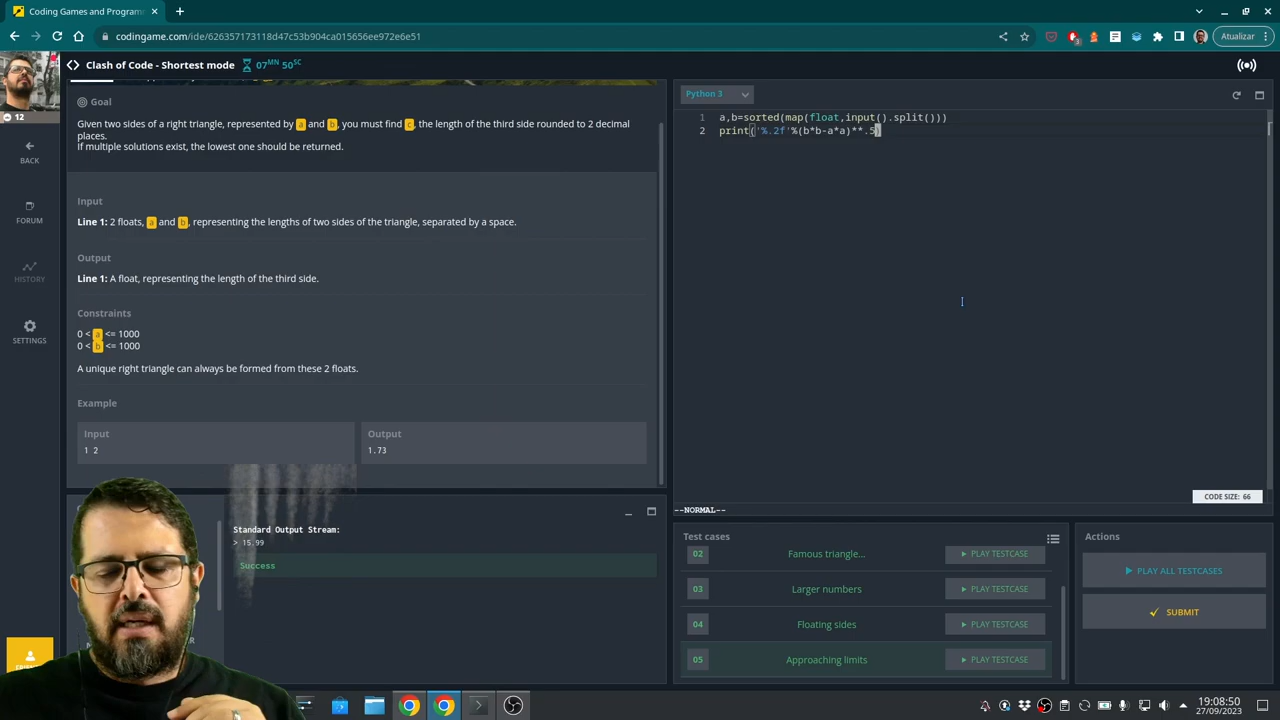 Coding Games and Programm
codingame.com/ide/626357173118d47c53b904ca015656ee972e6e51
Atualizar
Clash of Code - Shortest mode
07MN 50SC
12
BACK
FORUM
HISTORY
SETTINGS
Goal
Given two sides of a right triangle, represented by a and b, you must find c, the length of the third side rounded to 2 decimal
places.
If multiple solutions exist, the lowest one should be returned.
Input
Line 1: 2 floats, a and b, representing the lengths of two sides of the triangle, separated by a space.
Output
Line 1: A float, representing the length of the third side.
Constraints
0 < a <= 1000
0 < b <= 1000
A unique right triangle can always be formed from these 2 floats.
Example
Input
1 2
Output
1.73
Standard Output Stream:
> 15.99
Success
Python 3
1 a,b=sorted(map(float,input().split()))
2 print('%.2f'%(b*b-a*a)**.5)
CODE SIZE: 66
--NORMAL--
Test cases
02 Famous triangle... PLAY TESTCASE
03 Larger numbers PLAY TESTCASE
04 Floating sides PLAY TESTCASE
05 Approaching limits PLAY TESTCASE
Actions
PLAY ALL TESTCASES
SUBMIT
19:08:50
27/09/2023